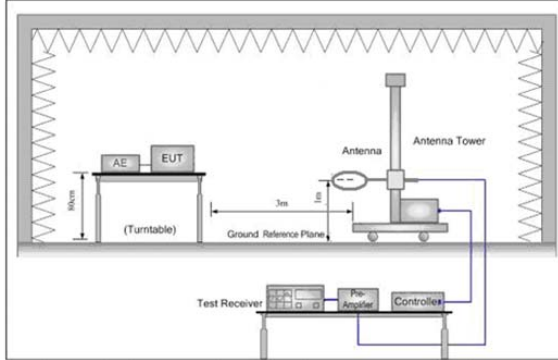 AE
EUT
80cm
(Turntable)
3m
1m
Antenna
Antenna Tower
Ground Reference Plane
Test Receiver
Pre-
Amplifier
Controller